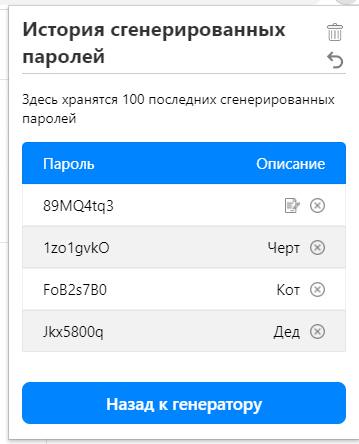 История сгенерированных
паролей
Здесь хранятся 100 последних сгенерированных
паролей
Пароль Описание
89MQ4tq3
1zo1gvkO Черт
FoB2s7B0 Кот
Jkx5800q Дед
Назад к генератору